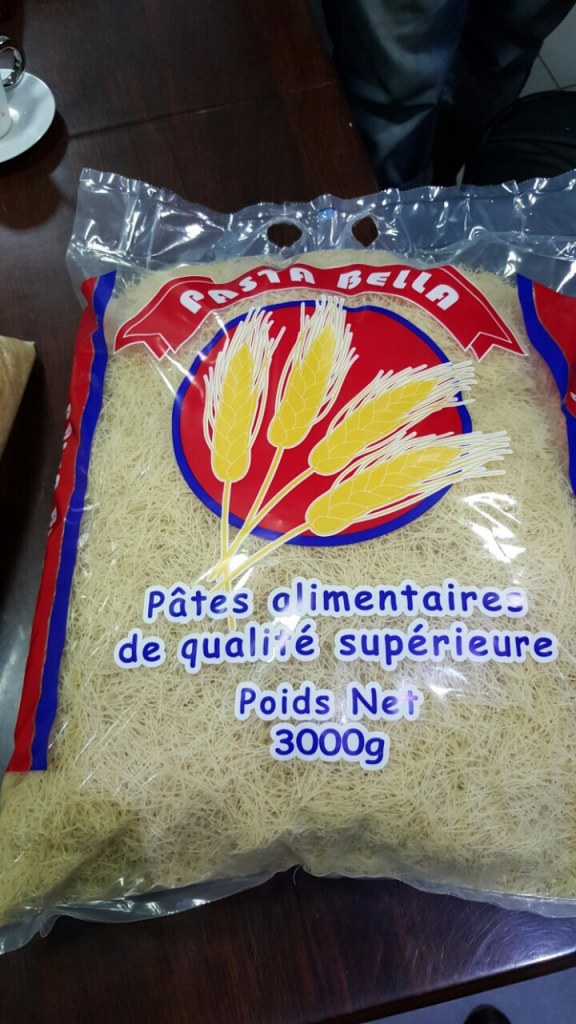 PASTA BELLA
Pâtes alimentaires
de qualité supérieure
Poids Net
3000g